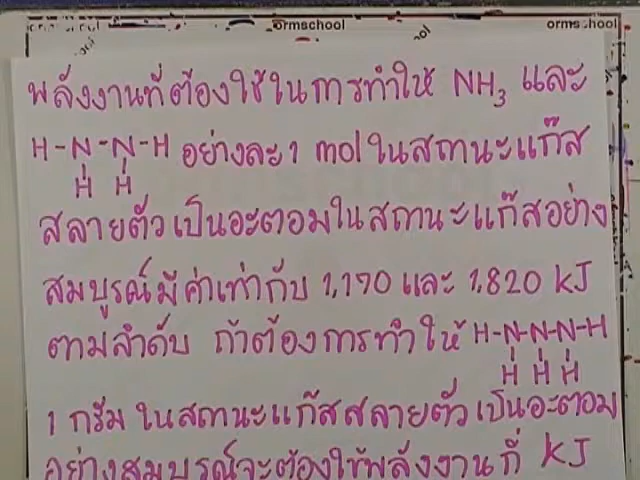 ormschool
ormschool
ool
พลังงานที่ต้องใช้ในการทำให้ NH3 และ
H-N-N-H อย่างละ 1 mol ในสถานะแก๊ส
H H
สลายตัวเป็นอะตอมในสถานะแก๊สอย่าง
สมบูรณ์มีค่าเท่ากับ 1,170 และ 1,820 KJ
ตามลำดับ ถ้าต้องการทำให้ H-N-N-N-H
H H H
1 กรัม ในสถานะแก๊สสลายตัวเป็นอะตอม
อย่างสมบูรณ์จะต้องใช้พลังงานกี่ KJ